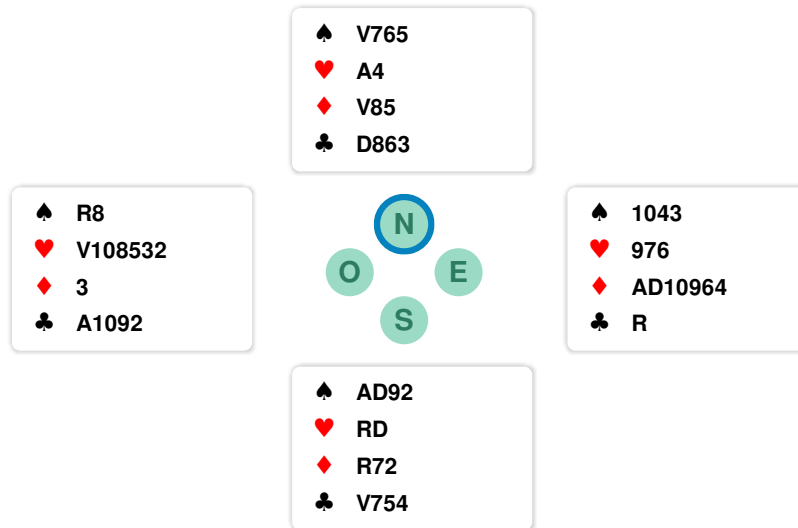 ♠ V765
♥ A4
♦ V85
♣ D863
♠ R8
♥ V108532
♦ 3
♣ A1092
N
O E
S
♠ 1043
♥ 976
♦ AD10964
♣ R
♠ AD92
♥ RD
♦ R72
♣ V754